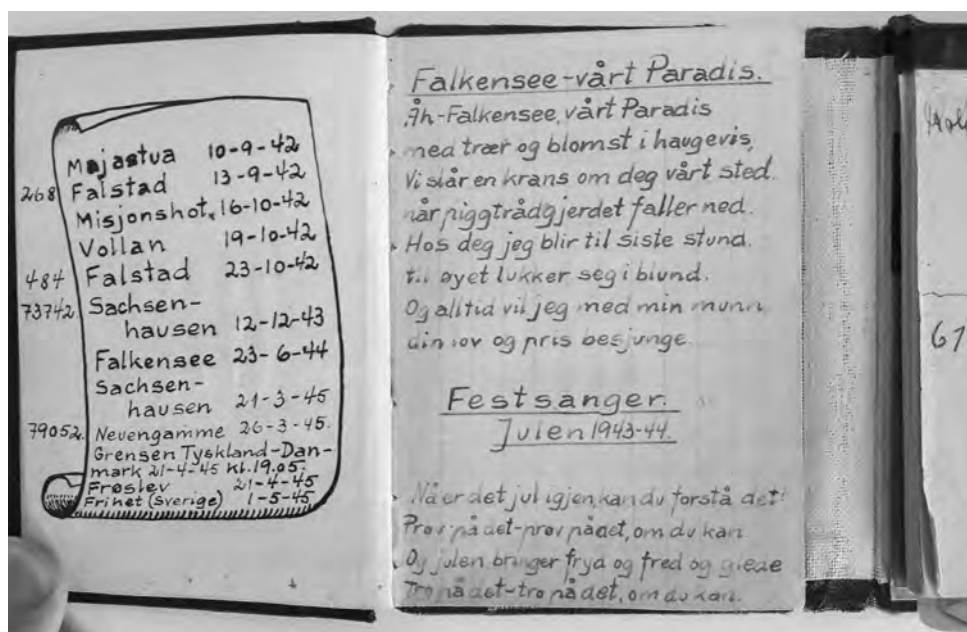 Majastua 10-9-42
268 Falstad 13-9-42
Misjonshot. 16-10-42
Vollan 19-10-42
484 Falstad 23-10-42
73742 Sachsen-
hausen 12-12-43
Falkensee 23-6-44
Sachsen-
hausen 21-3-45
79052. Neuengamme 26-3-45.
Grensen Tyskland-Dan-
mark 21-4-45 Kl. 19.05.
Frøslev 21-4-45
Frihet (Sverige) 1-5-45
Falkensee-vårt Paradis.
Åh-Falkensee, vårt Paradis
med trær og blomst i haugevis,
Vi slår en krans om deg vårt sted.
når piggtrådgjerdet faller ned.
Hos deg jeg blir til siste stund.
til øyet lukker seg i blund.
Og alltid vil jeg med min munn
din lov og pris besjunge.
Festsanger.
Julen 1943-44.
Nå er det jul igjen, kan du forstå det!
Prøv på det-prøv på det, om du kan.
Og julen bringer fryd og fred og glede
Tro på det-tro på det, om du kan.
67